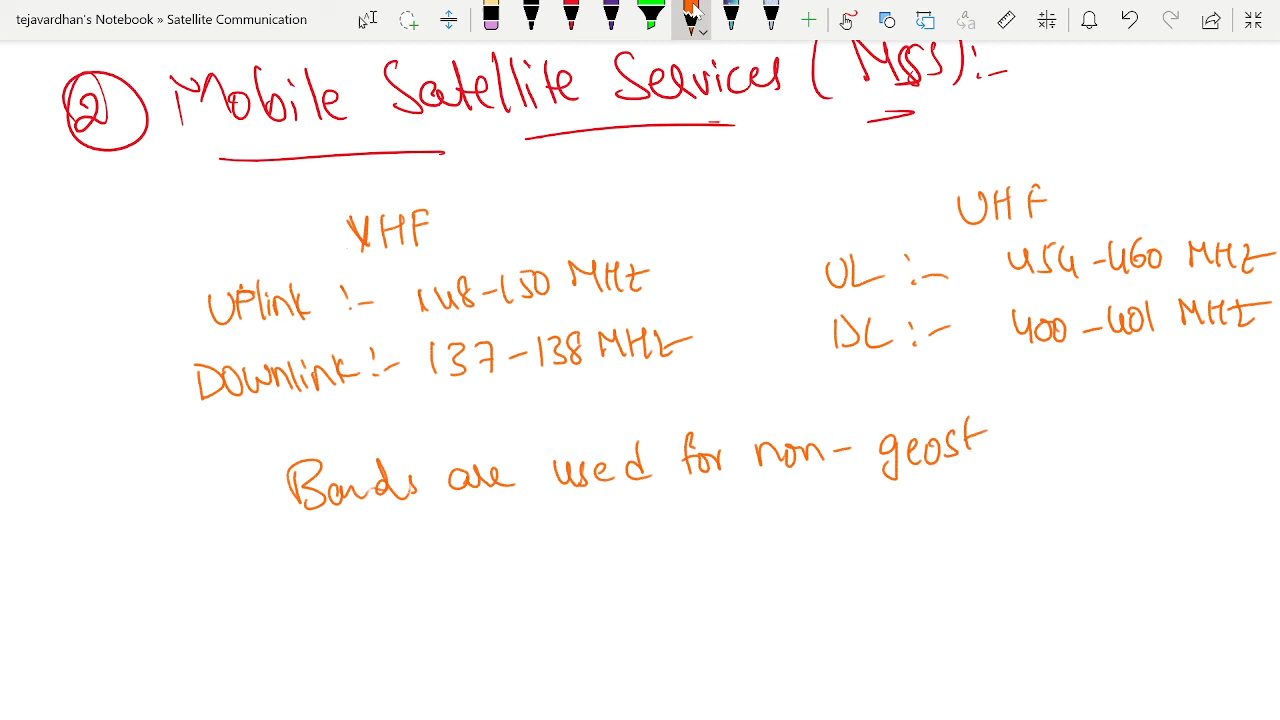 tejavardhan's Notebook » Satellite Communication
② Mobile Satellite Services (MSS):-
VHF
Uplink :- 148-150 MHz
Downlink :- 137-138 MHz
UHF
UL :- 454-460 MHz
DL :- 400-401 MHz
Bands are used for non-geost